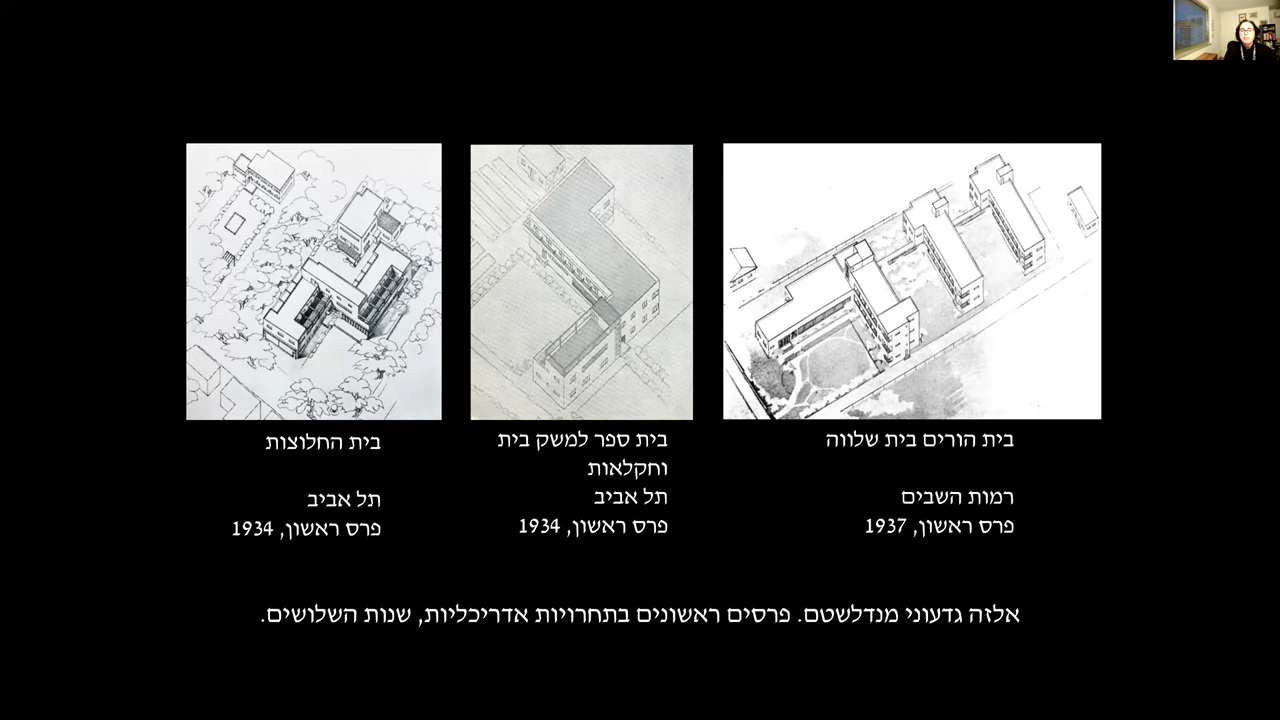 בית הורים בית שלווה
רמות השבים
פרס ראשון, 1937
בית ספר למשק בית
וחקלאות
תל אביב
פרס ראשון, 1934
בית החלוצות
תל אביב
פרס ראשון, 1934
אלזה גדעוני מנדלשטם. פרסים ראשונים בתחרויות אדריכליות, שנות השלושים.